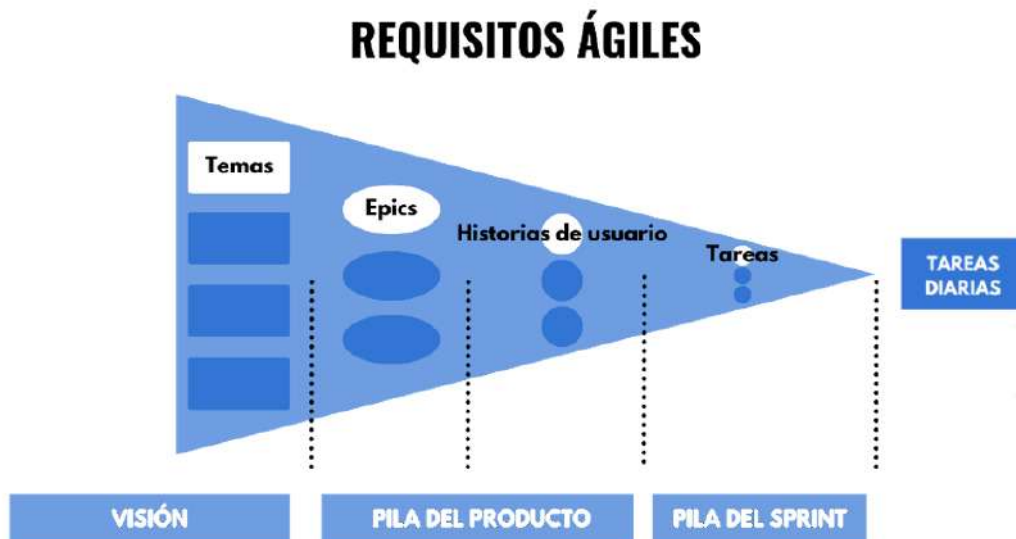 REQUISITOS ÁGILES
Temas
Epics
Historias de usuario
Tareas
TAREAS
DIARIAS
VISIÓN
PILA DEL PRODUCTO
PILA DEL SPRINT